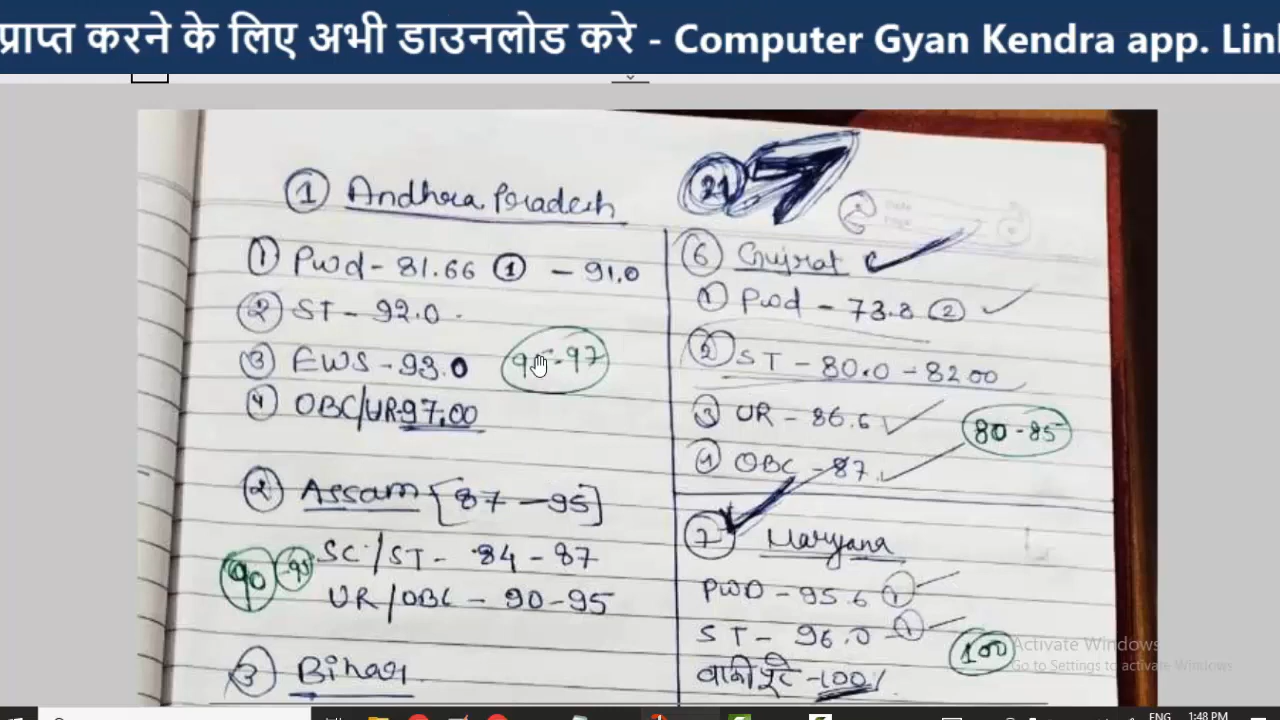 प्राप्त करने के लिए अभी डाउनलोड करे - Computer Gyan Kendra app. Lin
① Andhra Pradesh
① Pwd - 81.66 ① - 91.0
② ST - 92.0
③ EWS - 93.0
95-97
④ OBC/UR-97.00
② Assam [87 - 95]
SC/ST - 84 - 87
90
UR/OBC - 90-95
③ Bihar
21
⑥ Gujrat
① Pwd - 73.8 ②
② ST - 80.0 - 82.00
③ UR - 86.6
80-85
④ OBC - 87
⑦ Haryana
PWD - 95.6 ①
ST - 96.0 - ①
100
बाकी पूरे - 100%
Activate Windows
Go to Settings to activate Windows
ENG
1:48 PM